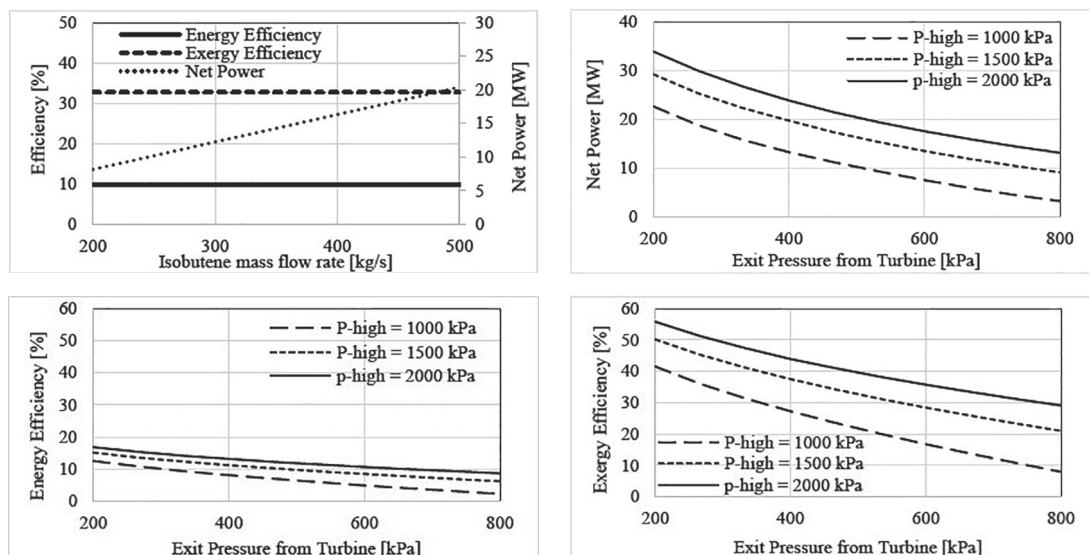 50
40
30
20
10
0
Efficiency [%]
Energy Efficiency
Exergy Efficiency
Net Power
30
25
20
15
10
5
0
Net Power [MW]
200 300 400 500
Isobutene mass flow rate [kg/s]
40
30
20
10
0
Net Power [MW]
P-high = 1000 kPa
P-high = 1500 kPa
p-high = 2000 kPa
200 400 600 800
Exit Pressure from Turbine [kPa]
60
50
40
30
20
10
0
Energy Efficiency [%]
P-high = 1000 kPa
P-high = 1500 kPa
p-high = 2000 kPa
200 400 600 800
Exit Pressure from Turbine [kPa]
60
50
40
30
20
10
0
Exergy Efficiency [%]
P-high = 1000 kPa
P-high = 1500 kPa
p-high = 2000 kPa
200 400 600 800
Exit Pressure from Turbine [kPa]